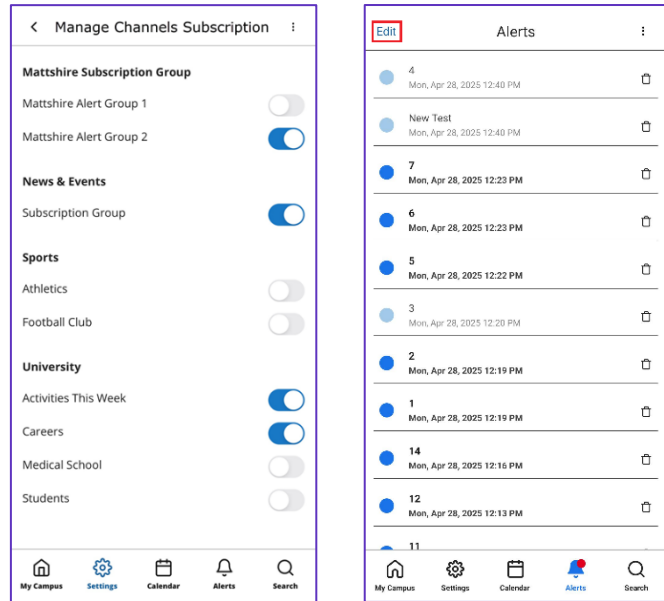 Manage Channels Subscription
Mattshire Subscription Group
Mattshire Alert Group 1
Mattshire Alert Group 2
News & Events
Subscription Group
Sports
Athletics
Football Club
University
Activities This Week
Careers
Medical School
Students
My Campus Settings Calendar Alerts Search
Edit Alerts
4
Mon, Apr 28, 2025 12:40 PM
New Test
Mon, Apr 28, 2025 12:40 PM
7
Mon, Apr 28, 2025 12:23 PM
6
Mon, Apr 28, 2025 12:23 PM
5
Mon, Apr 28, 2025 12:22 PM
3
Mon, Apr 28, 2025 12:20 PM
2
Mon, Apr 28, 2025 12:19 PM
1
Mon, Apr 28, 2025 12:19 PM
14
Mon, Apr 28, 2025 12:16 PM
12
Mon, Apr 28, 2025 12:13 PM
11
My Campus Settings Calendar Alerts Search